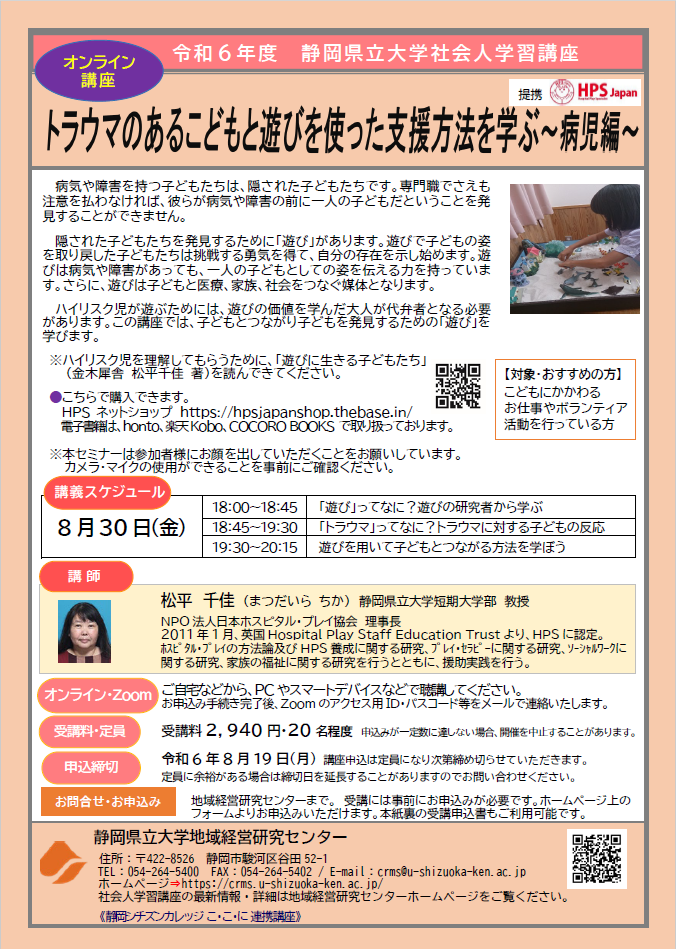 オンライン
講座
令和６年度　静岡県立大学社会人学習講座
提携 HPS Japan
トラウマのあるこどもと遊びを使った支援方法を学ぶ～病児編～
病気や障害を持つ子どもたちは、隠された子どもたちです。専門職でさえも
注意を払わなければ、彼らが病気や障害の前に一人の子どもだということを発
見することができません。
隠された子どもたちを発見するために「遊び」があります。遊びで子どもの姿
を取り戻した子どもたちは挑戦する勇気を得て、自分の存在を示し始めます。遊
びは病気や障害があっても、一人の子どもとしての姿を伝える力を持っていま
す。さらに、遊びは子どもと医療、家族、社会をつなぐ媒体となります。
ハイリスク児が遊ぶためには、遊びの価値を学んだ大人が代弁者となる必要
があります。この講座では、子どもとつながり子どもを発見するための「遊び」を
学びます。
※ハイリスク児を理解してもらうために、「遊びに生きる子どもたち」
（金木犀舎 松平千佳 著）を読んできてください。
●こちらで購入できます。
HPS ネットショップ https://hpsjapanshop.thebase.in/
電子書籍は、honto、楽天Kobo、COCORO BOOKS で取り扱っております。
【対象・おすすめの方】
こどもにかかわる
お仕事やボランティア
活動を行っている方
※本セミナーは参加者様にお顔を出していただくことをお願いしています。
カメラ・マイクの使用ができることを事前にご確認ください。
講義スケジュール
８月30日(金)
18:00～18:45 「遊び」ってなに？遊びの研究者から学ぶ
18:45～19:30 「トラウマ」ってなに？トラウマに対する子どもの反応
19:30～20:15 遊びを用いて子どもとつながる方法を学ぼう
講師
松平 千佳（まつだいら ちか）静岡県立大学短期大学部 教授
NPO法人日本ホスピタル・プレイ協会 理事長
2011年1月、英国Hospital Play Staff Education Trustより、HPSに認定。
ﾎｽﾋﾟﾀﾙ・ﾌﾟﾚｲの方法論及びHPS養成に関する研究、ﾌﾟﾚｲ・ｾﾗﾋﾟｰに関する研究、ｿｰｼｬﾙﾜｰｸに
関する研究、家族の福祉に関する研究を行うとともに、援助実践を行う。
オンライン・Zoom
ご自宅などから、PCやスマートデバイスなどで聴講してください。
お申込み手続き完了後、Zoomのアクセス用ID・パスコード等をメールで連絡いたします。
受講料・定員
受講料2,940円・20名程度 申込みが一定数に達しない場合、開催を中止することがあります。
申込締切
令和６年８月19日(月) 講座申込は定員になり次第締め切らせていただきます。
定員に余裕がある場合は締切日を延長することがありますのでお問い合わせください。
お問合せ・お申込み
地域経営研究センターまで。 受講には事前にお申込みが必要です。ホームページ上の
フォームよりお申込みいただけます。本紙裏の受講申込書もご利用可能です。
静岡県立大学地域経営研究センター
住所：〒422-8526 静岡市駿河区谷田52-1
TEL：054-264-5400 FAX：054-264-5402 / E-mail：crms@u-shizuoka-ken.ac.jp
ホームページ⇒https://crms.u-shizuoka-ken.ac.jp/
社会人学習講座の最新情報・詳細は地域経営研究センターホームページをご覧ください。
《静岡シチズンカレッジ こ・こ・に 連携講座》